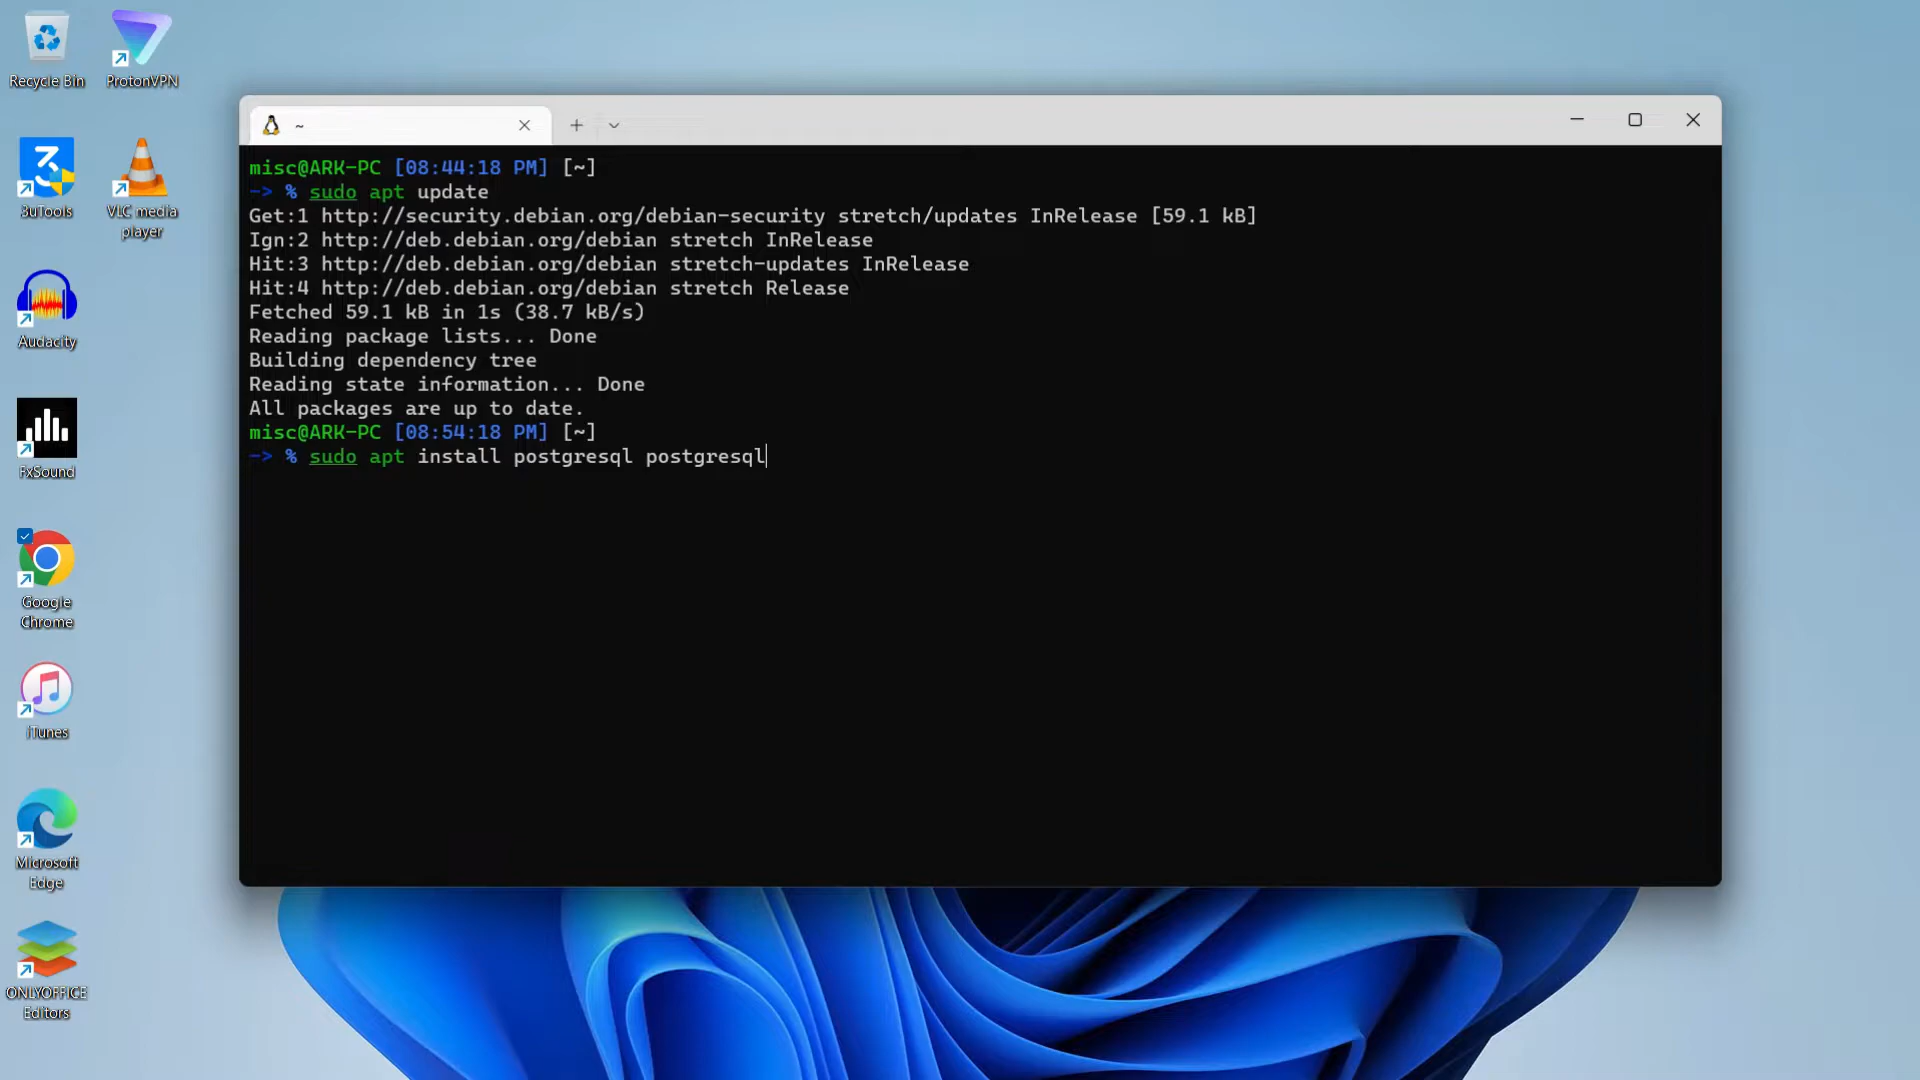 Recycle Bin
ProtonVPN
3uTools
VLC media
player
Audacity
FxSound
Google
Chrome
iTunes
Microsoft
Edge
ONLYOFFICE
Editors
~
misc@ARK-PC [08:44:18 PM] [~]
-> % sudo apt update
Get:1 http://security.debian.org/debian-security stretch/updates InRelease [59.1 kB]
Ign:2 http://deb.debian.org/debian stretch InRelease
Hit:3 http://deb.debian.org/debian stretch-updates InRelease
Hit:4 http://deb.debian.org/debian stretch Release
Fetched 59.1 kB in 1s (38.7 kB/s)
Reading package lists... Done
Building dependency tree
Reading state information... Done
All packages are up to date.
misc@ARK-PC [08:54:18 PM] [~]
-> % sudo apt install postgresql postgresql